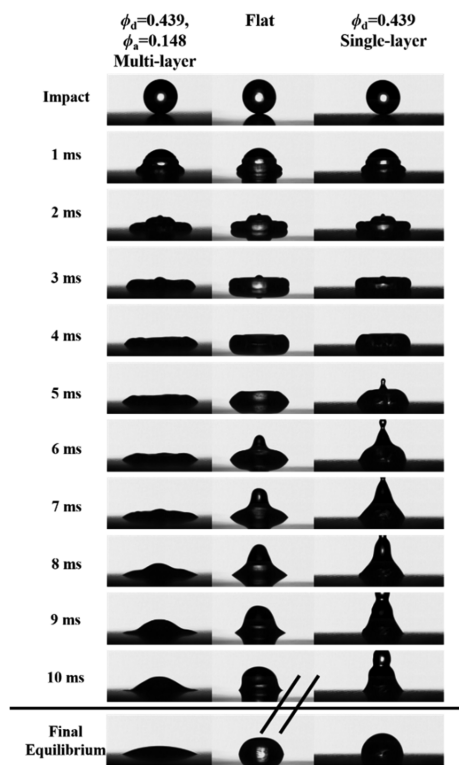 ϕd=0.439,
ϕa=0.148
Multi-layer
Flat
ϕd=0.439
Single-layer
Impact
1 ms
2 ms
3 ms
4 ms
5 ms
6 ms
7 ms
8 ms
9 ms
10 ms
Final
Equilibrium